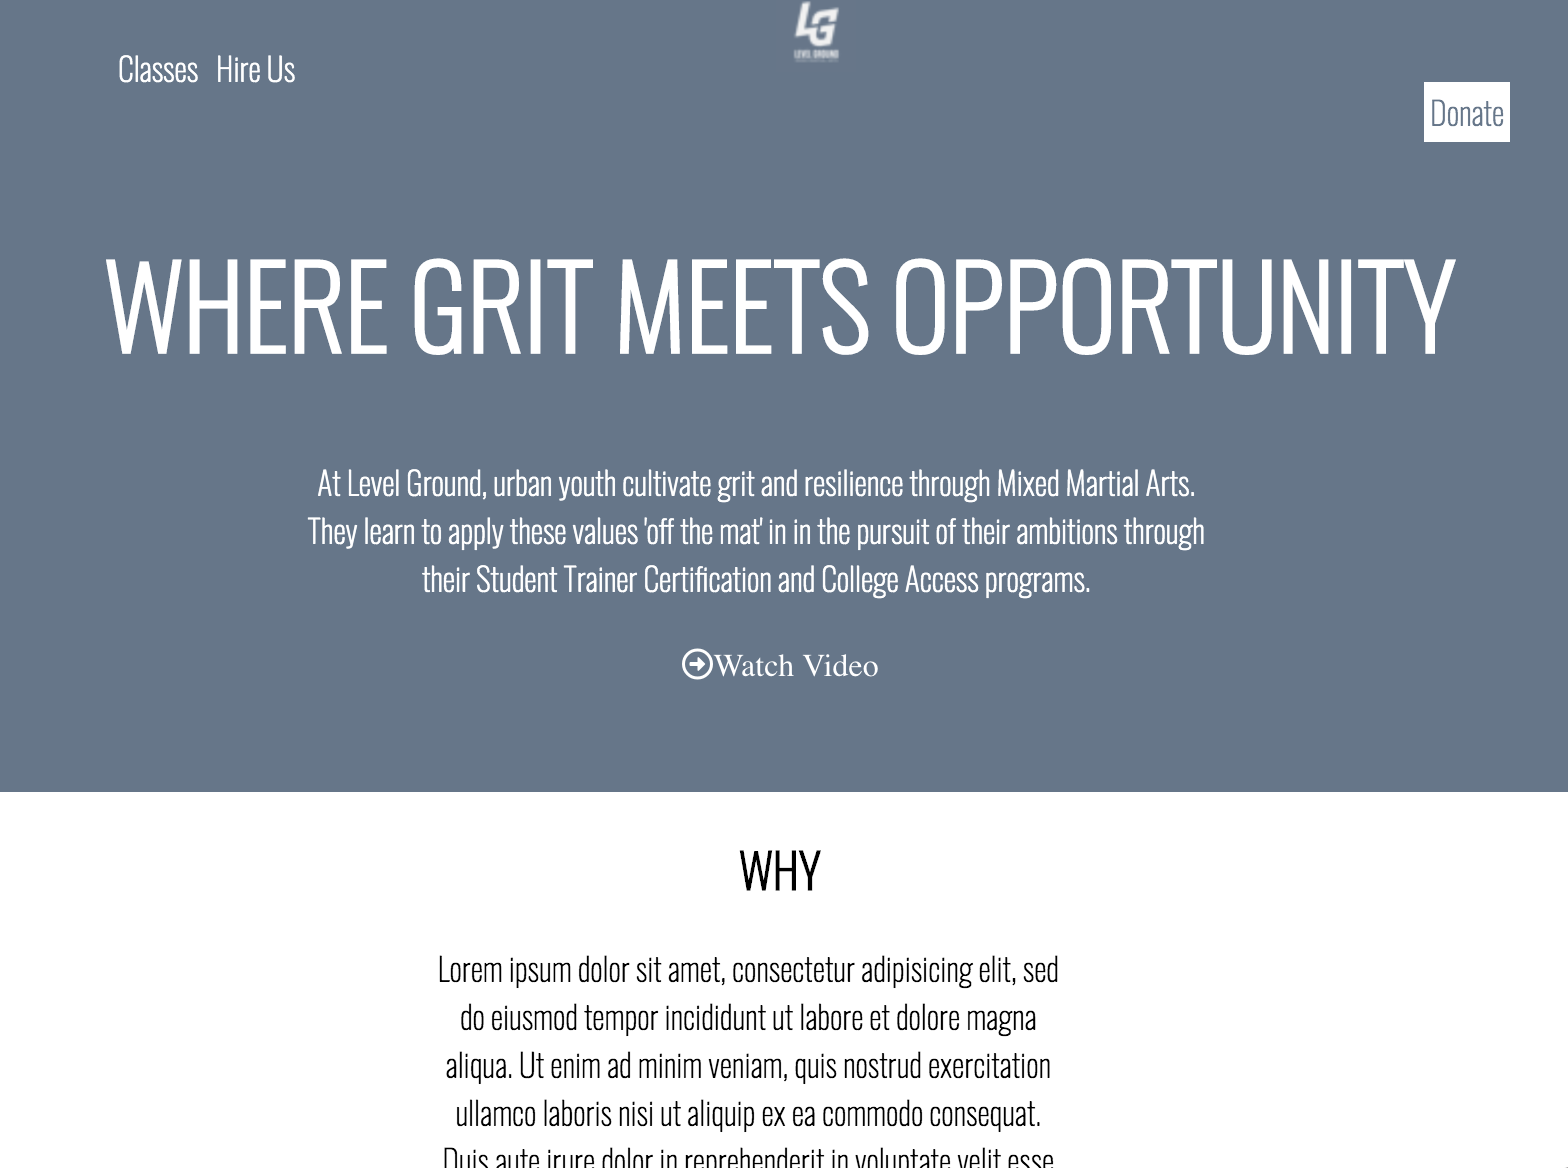 LG
LEVEL GROUND
Classes Hire Us
Donate
WHERE GRIT MEETS OPPORTUNITY
At Level Ground, urban youth cultivate grit and resilience through Mixed Martial Arts.
They learn to apply these values 'off the mat' in in the pursuit of their ambitions through
their Student Trainer Certification and College Access programs.
Watch Video
WHY
Lorem ipsum dolor sit amet, consectetur adipisicing elit, sed
do eiusmod tempor incididunt ut labore et dolore magna
aliqua. Ut enim ad minim veniam, quis nostrud exercitation
ullamco laboris nisi ut aliquip ex ea commodo consequat.
Duis aute irure dolor in reprehenderit in voluptate velit esse